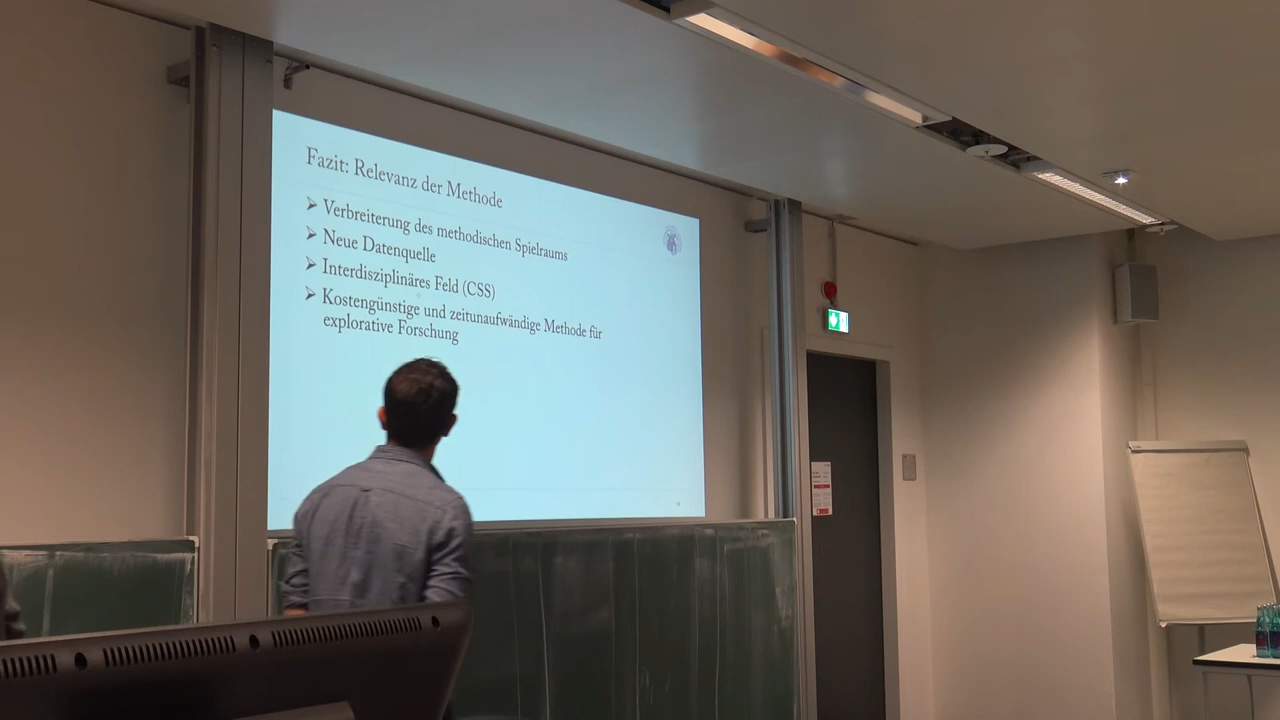 Fazit: Relevanz der Methode
➢ Verbreiterung des methodischen Spielraums
➢ Neue Datenquelle
➢ Interdisziplinäres Feld (CSS)
➢ Kostengünstige und zeitunaufwändige Methode für
explorative Forschung